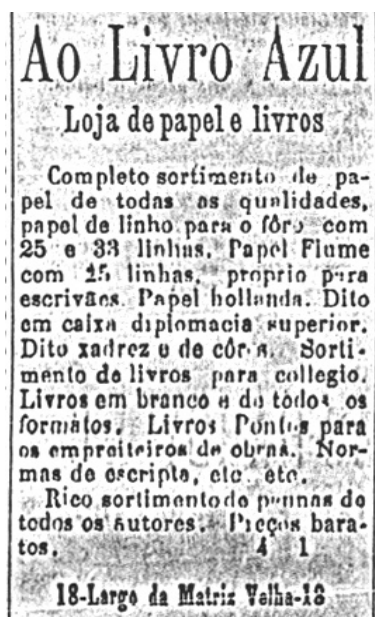 Ao Livro Azul
Loja de papel e livros
Completo sortimento de pa-
pel de todas as qualidades,
papel de linho para o fôro com
25 e 33 linhas. Papel Fiume
com 25 linhas, proprio para
escrivães. Papel hollanda. Dito
em caixa diplomacia superior.
Dito xadrez e de côres. Sorti-
mento de livros para collegio.
Livros em branco e de todos os
formatos. Livros Pontos para
os empreiteiros de obras. Nor-
mas de escripta, etc. etc.
Rico sortimento de pennas de
todos os autores. Preços bara-
tos. 4 1
18-Largo da Matriz Velha-18